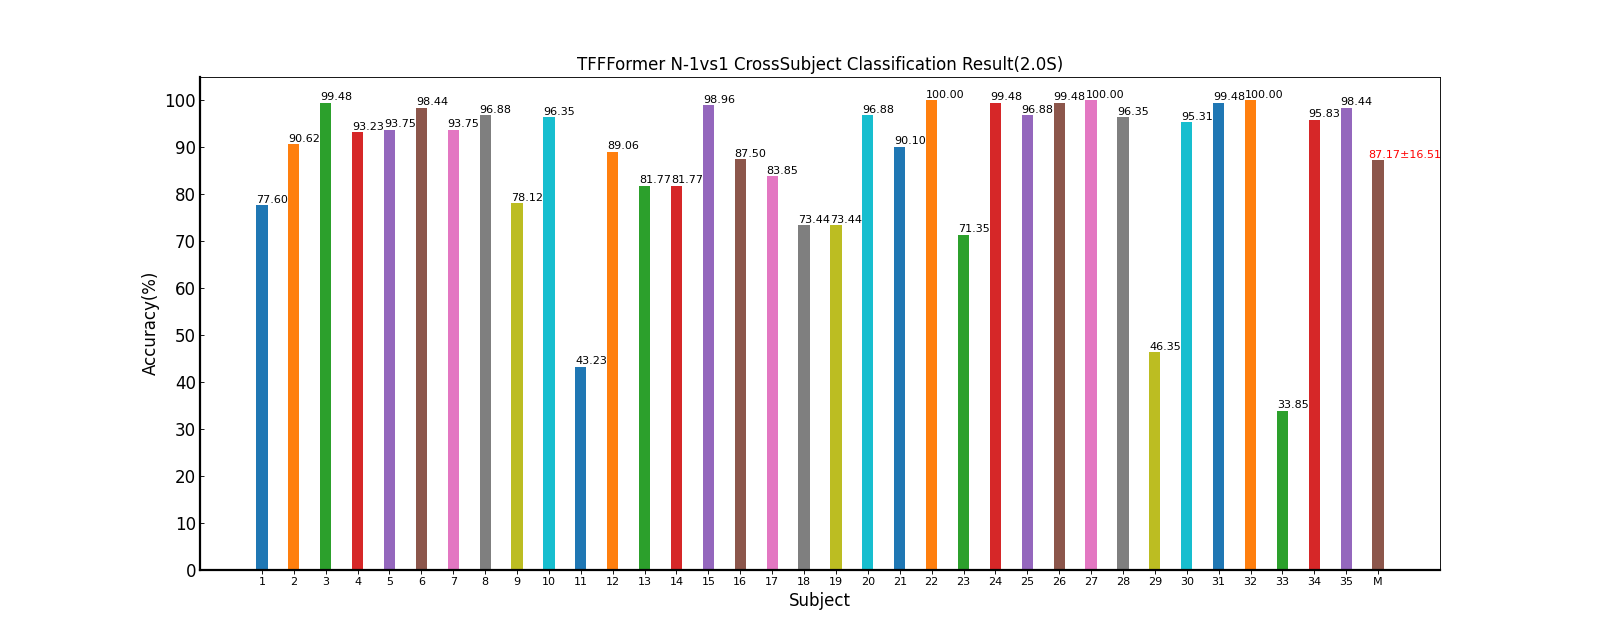 TFFFormer N-1vs1 CrossSubject Classification Result(2.0S)
Accuracy(%)
100
90
80
70
60
50
40
30
20
10
0
77.60 90.62 99.48 93.23 93.75 98.44 93.75 96.88 78.12 96.35 43.23 89.06 81.77 81.77 98.96 87.50 83.85 73.44 73.44 96.88 90.10 100.00 71.35 99.48 96.88 99.48 100.00 96.35 46.35 95.31 99.48 100.00 33.85 95.83 98.44 87.17±16.51
1 2 3 4 5 6 7 8 9 10 11 12 13 14 15 16 17 18 19 20 21 22 23 24 25 26 27 28 29 30 31 32 33 34 35 M
Subject